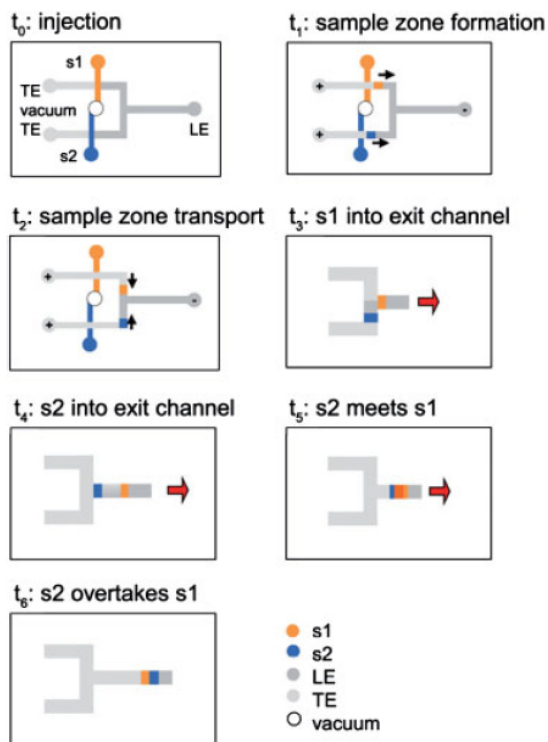 t₀: injection
s1
TE
vacuum
TE
LE
s2
t₁: sample zone formation
+
-
+
t₂: sample zone transport
+
-
+
t₃: s1 into exit channel
t₄: s2 into exit channel
t₅: s2 meets s1
t₆: s2 overtakes s1
s1
s2
LE
TE
vacuum